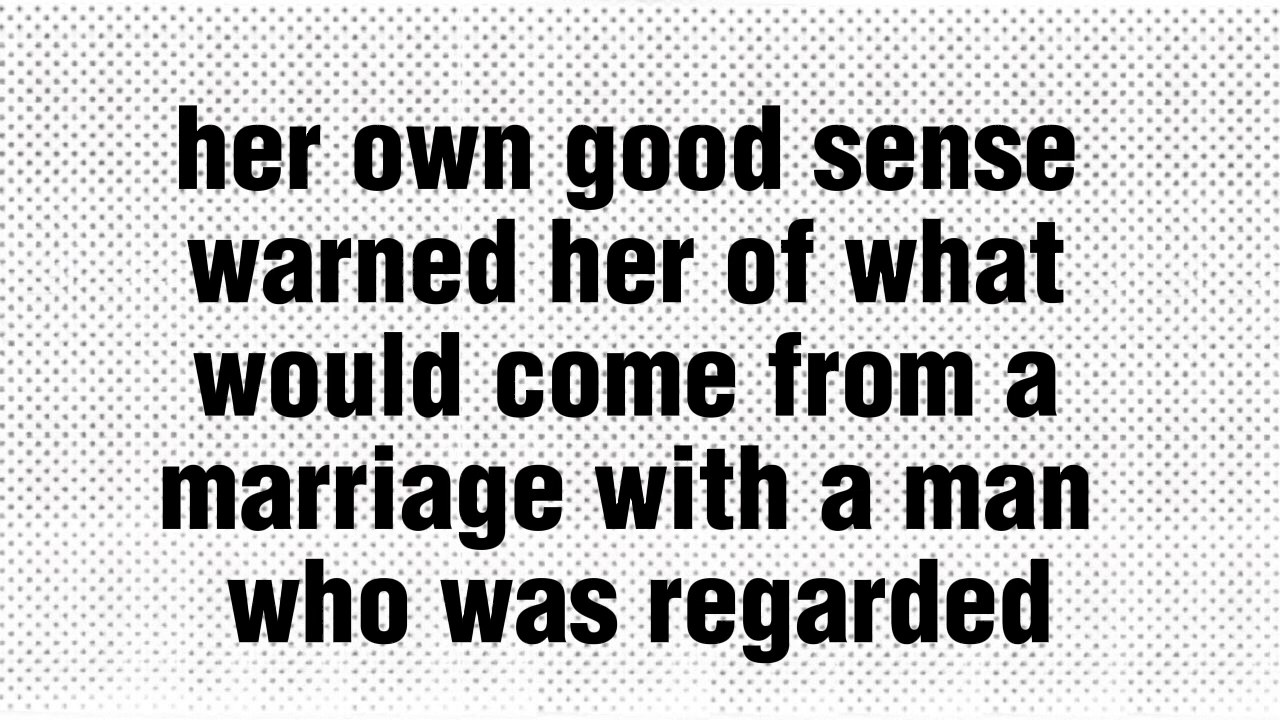 her own good sense
warned her of what
would come from a
marriage with a man
who was regarded